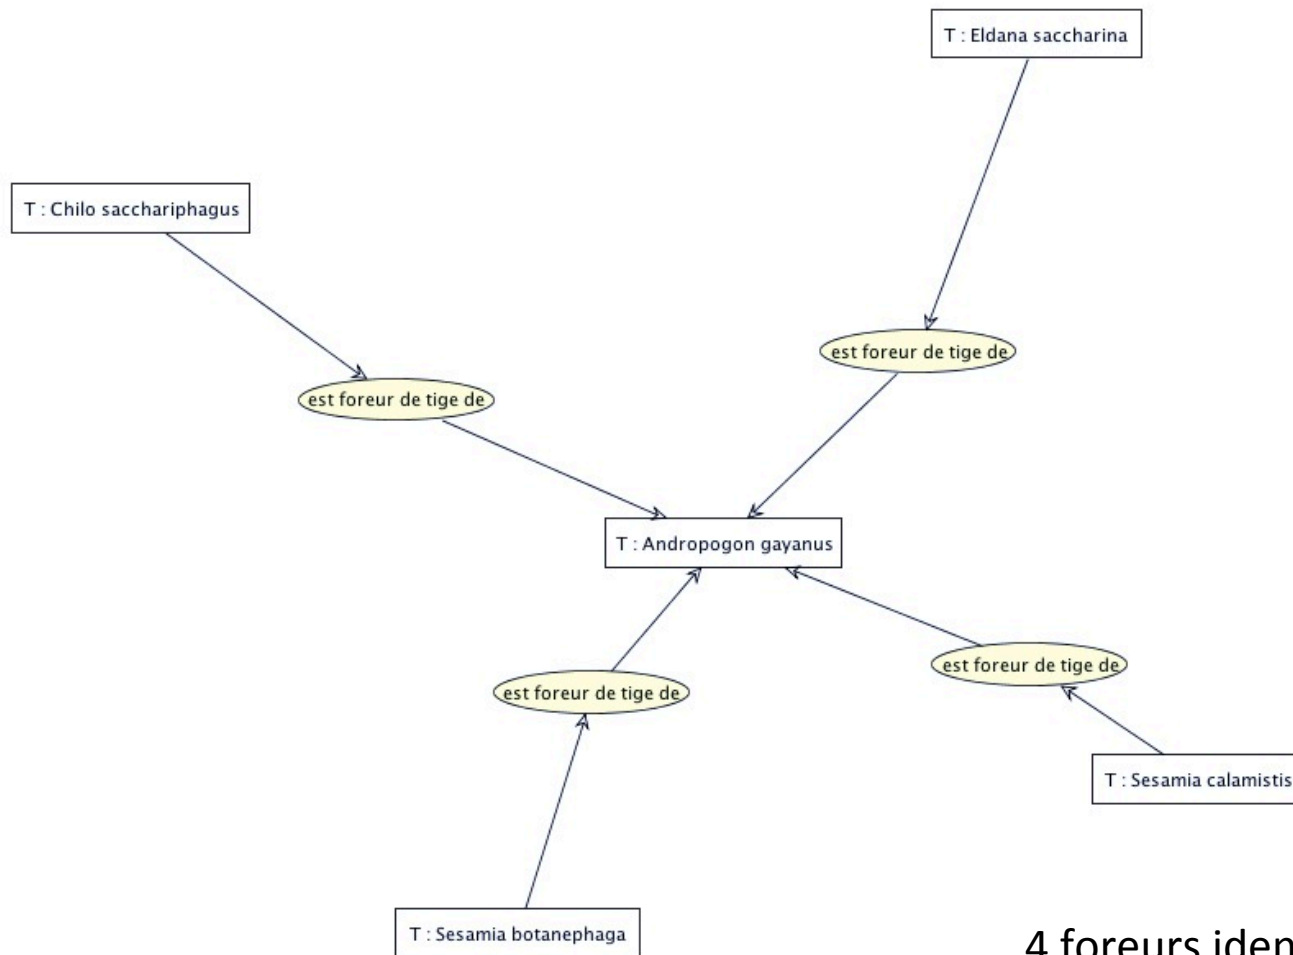 T : Eldana saccharina
T : Chilo sacchariphagus
est foreur de tige de
est foreur de tige de
T : Andropogon gayanus
est foreur de tige de
est foreur de tige de
T : Sesamia calamistis
T : Sesamia botanephaga
4 foreurs